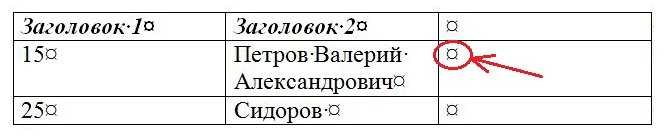 Заголовок·1¤ Заголовок·2¤ ¤
15¤ Петров·Валерий· ¤
Александрович¤
25¤ Сидоров·¤ ¤